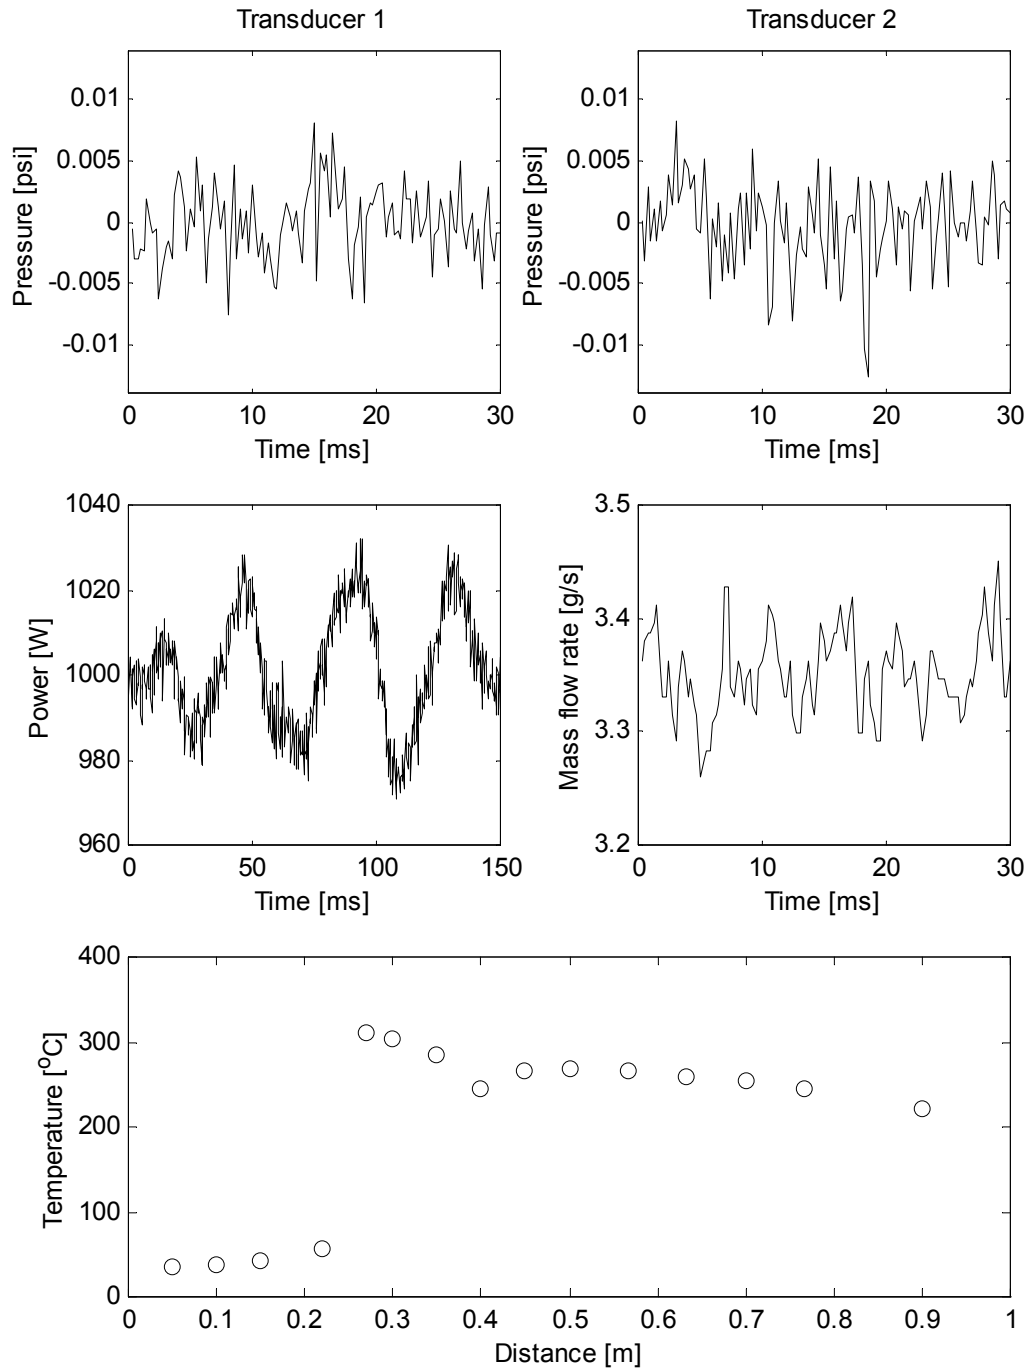 Transducer 1
Transducer 2
0.01
0.005
0
-0.005
-0.01
Pressure [psi]
0 10 20 30
Time [ms]
0.01
0.005
0
-0.005
-0.01
Pressure [psi]
0 10 20 30
Time [ms]
1040
1020
1000
980
960
Power [W]
0 50 100 150
Time [ms]
3.5
3.4
3.3
3.2
Mass flow rate [g/s]
0 10 20 30
Time [ms]
400
300
200
100
0
Temperature [°C]
0 0.1 0.2 0.3 0.4 0.5 0.6 0.7 0.8 0.9 1
Distance [m]